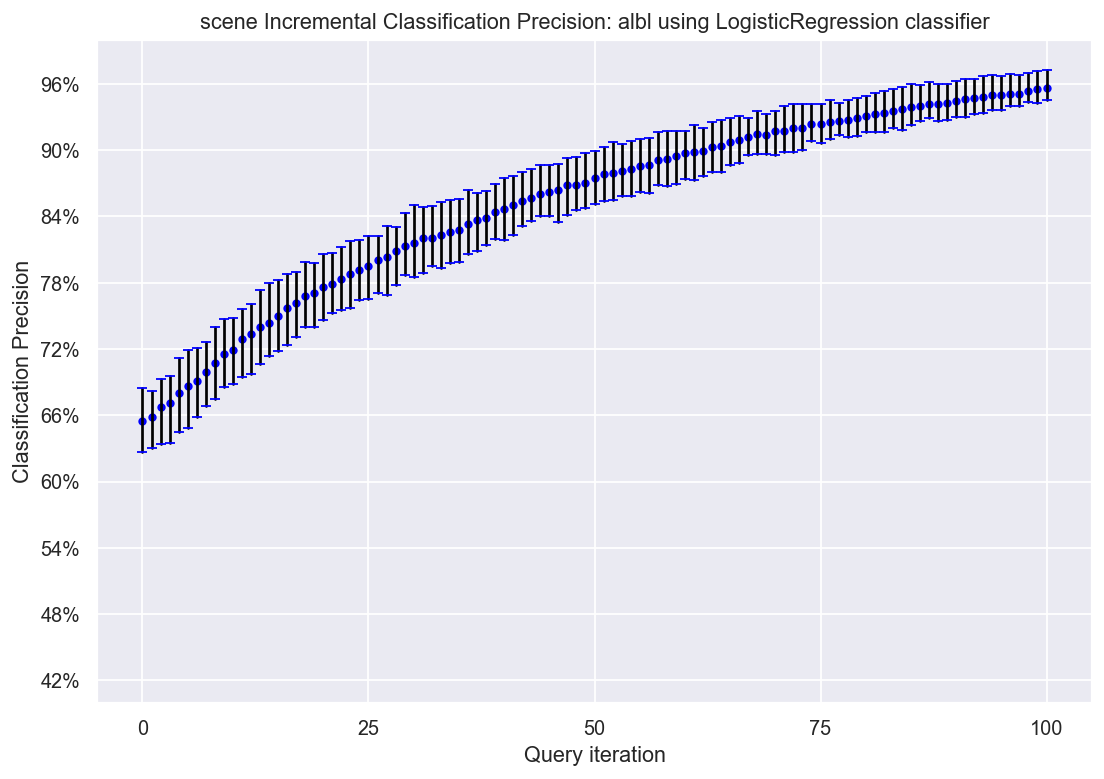 scene Incremental Classification Precision: albl using LogisticRegression classifier
Classification Precision
96%
90%
84%
78%
72%
66%
60%
54%
48%
42%
0 25 50 75 100
Query iteration